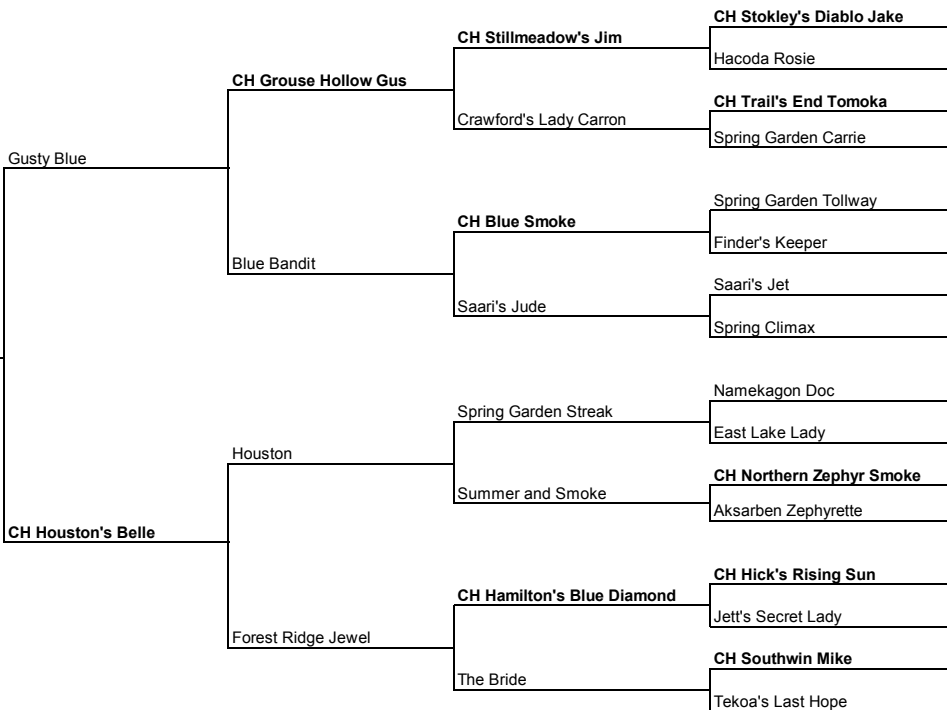 CH Stokley's Diablo Jake
CH Stillmeadow's Jim
Hacoda Rosie
CH Grouse Hollow Gus
CH Trail's End Tomoka
Crawford's Lady Carron
Spring Garden Carrie
Gusty Blue
Spring Garden Tollway
CH Blue Smoke
Finder's Keeper
Blue Bandit
Saari's Jet
Saari's Jude
Spring Climax
Namekagon Doc
Spring Garden Streak
East Lake Lady
Houston
CH Northern Zephyr Smoke
Summer and Smoke
Aksarben Zephyrette
CH Houston's Belle
CH Hick's Rising Sun
CH Hamilton's Blue Diamond
Jett's Secret Lady
Forest Ridge Jewel
CH Southwin Mike
The Bride
Tekoa's Last Hope